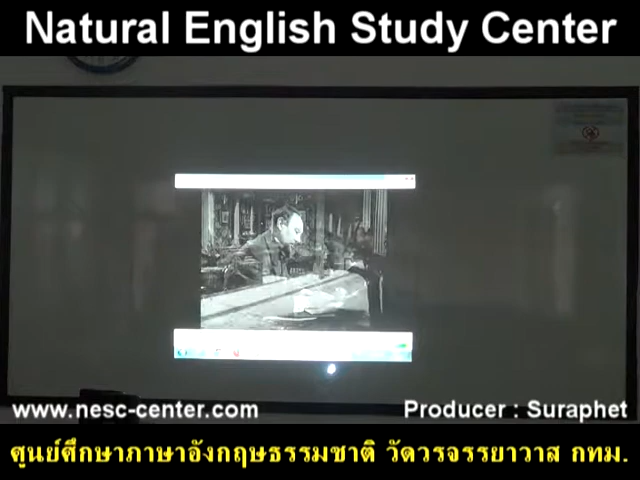 Natural English Study Center
www.nesc-center.com
Producer : Suraphet
ศูนย์ศึกษาภาษาอังกฤษธรรมชาติ วัดวรจรรยาวาส กทม.